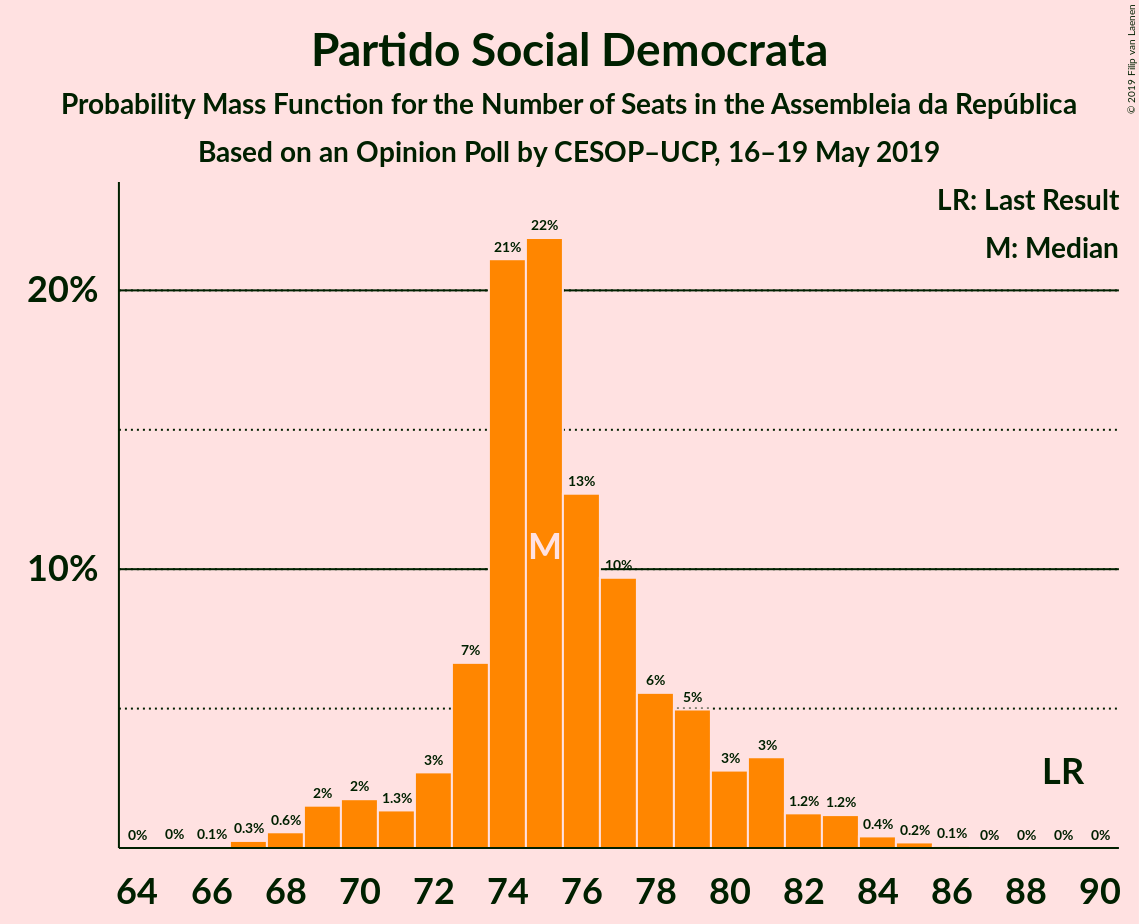 Partido Social Democrata
Probability Mass Function for the Number of Seats in the Assembleia da República
Based on an Opinion Poll by CESOP–UCP, 16–19 May 2019
© 2019 Filip van Laenen
LR: Last Result
M: Median
20%
10%
0% 0% 0.1% 0.3% 0.6% 2% 2% 1.3% 3% 7% 21% 22% 13% 10% 6% 5% 3% 3% 1.2% 1.2% 0.4% 0.2% 0.1% 0% 0% 0% 0%
M
LR
64 66 68 70 72 74 76 78 80 82 84 86 88 90